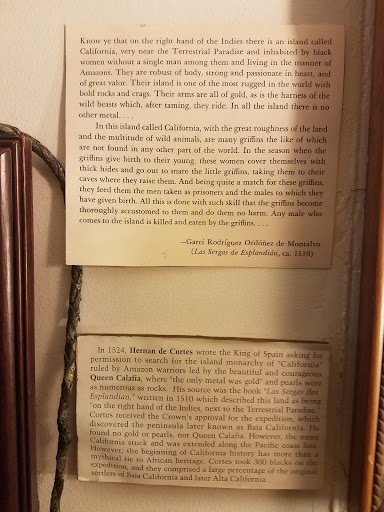 Know ye that on the right hand of the Indies there is an island called
California, very near the Terrestrial Paradise and inhabited by black
women without a single man among them and living in the manner of
Amazons. They are robust of body, strong and passionate in heart, and
of great valor. Their island is one of the most rugged in the world with
bold rocks and crags. Their arms are all of gold, as is the harness of the
wild beasts which, after taming, they ride. In all the island there is no
other metal. . . .
In this island called California, with the great roughness of the land
and the multitude of wild animals, are many griffins the like of which
are not found in any other part of the world. In the season when the
griffins give birth to their young, these women cover themselves with
thick hides and go out to snare the little griffins, taking them to their
caves where they raise them. And being quite a match for these griffins,
they feed them the men taken as prisoners and the males to which they
have given birth. All this is done with such skill that the griffins become
thoroughly accustomed to them and do them no harm. Any male who
comes to the island is killed and eaten by the griffins. . . .
—Garci Rodríguez Ordóñez de Montalvo
(Las Sergas de Esplandián, ca. 1510)
In 1524, Hernan de Cortes wrote the King of Spain asking for
permission to search for the island monarchy of "California"
ruled by Amazon warriors led by the beautiful and courageous
Queen Calafia, where "the only metal was gold" and pearls were
as numerous as rocks. His source was the book "Las Serges des
Esplandian," written in 1510 which described this land as being
"on the right hand of the Indies, next to the Terrestrial Paradise."
Cortes received the Crown's approval for the expedition, which
discovered the peninsula later known as Baja California. He
found no gold or pearls, nor Queen Calafia. However, the name
California stuck and was extended along the Pacific coast line.
However, the beginning of California history has more than a
mythical tie to African heritage. Cortes took 300 blacks on the
expedition, and they comprised a large percentage of the original
settlers of Baja California and later Alta California.